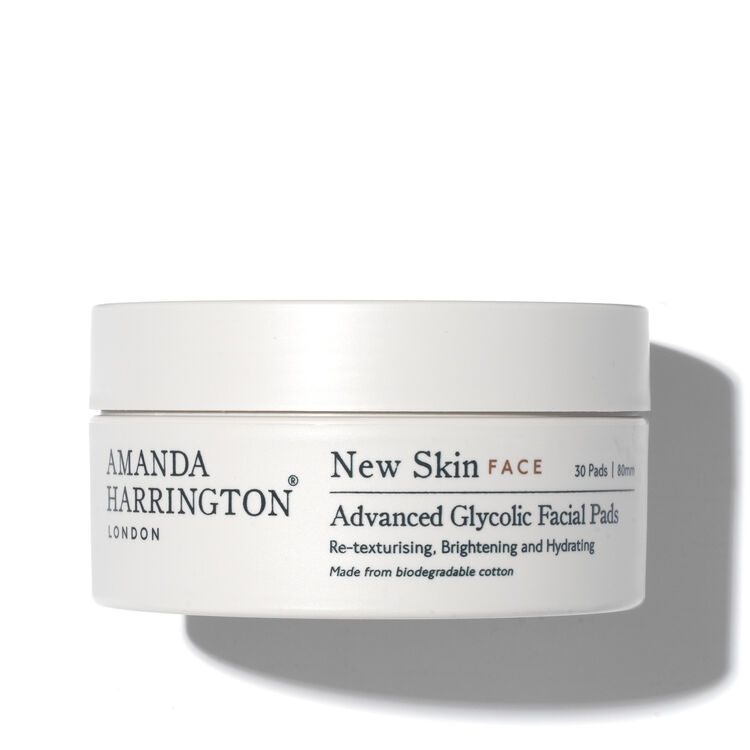 AMANDA
HARRINGTON®
LONDON
New Skin FACE
30 Pads | 80mm
Advanced Glycolic Facial Pads
Re-texturising, Brightening and Hydrating
Made from biodegradable cotton